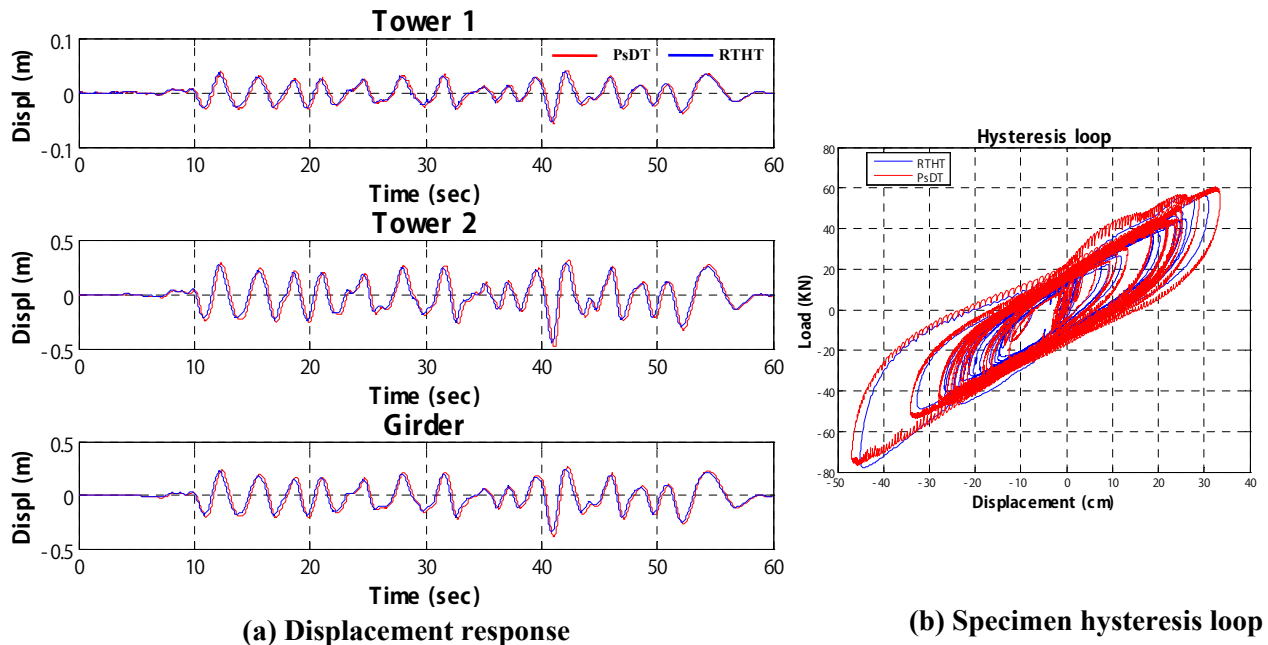 Tower 1
0.1
PsDT RTHT
Displ (m)
0
-0.1
0 10 20 30 40 50 60
Time (sec)
Tower 2
0.5
Displ (m)
0
-0.5
0 10 20 30 40 50 60
Time (sec)
Girder
0.5
Displ (m)
0
-0.5
0 10 20 30 40 50 60
Time (sec)
(a) Displacement response
Hysteresis loop
80
RTHT
PsDT
60
40
20
0
-20
-40
-60
-80
Load (KN)
-50 -40 -30 -20 -10 0 10 20 30 40
Displacement (cm)
(b) Specimen hysteresis loop